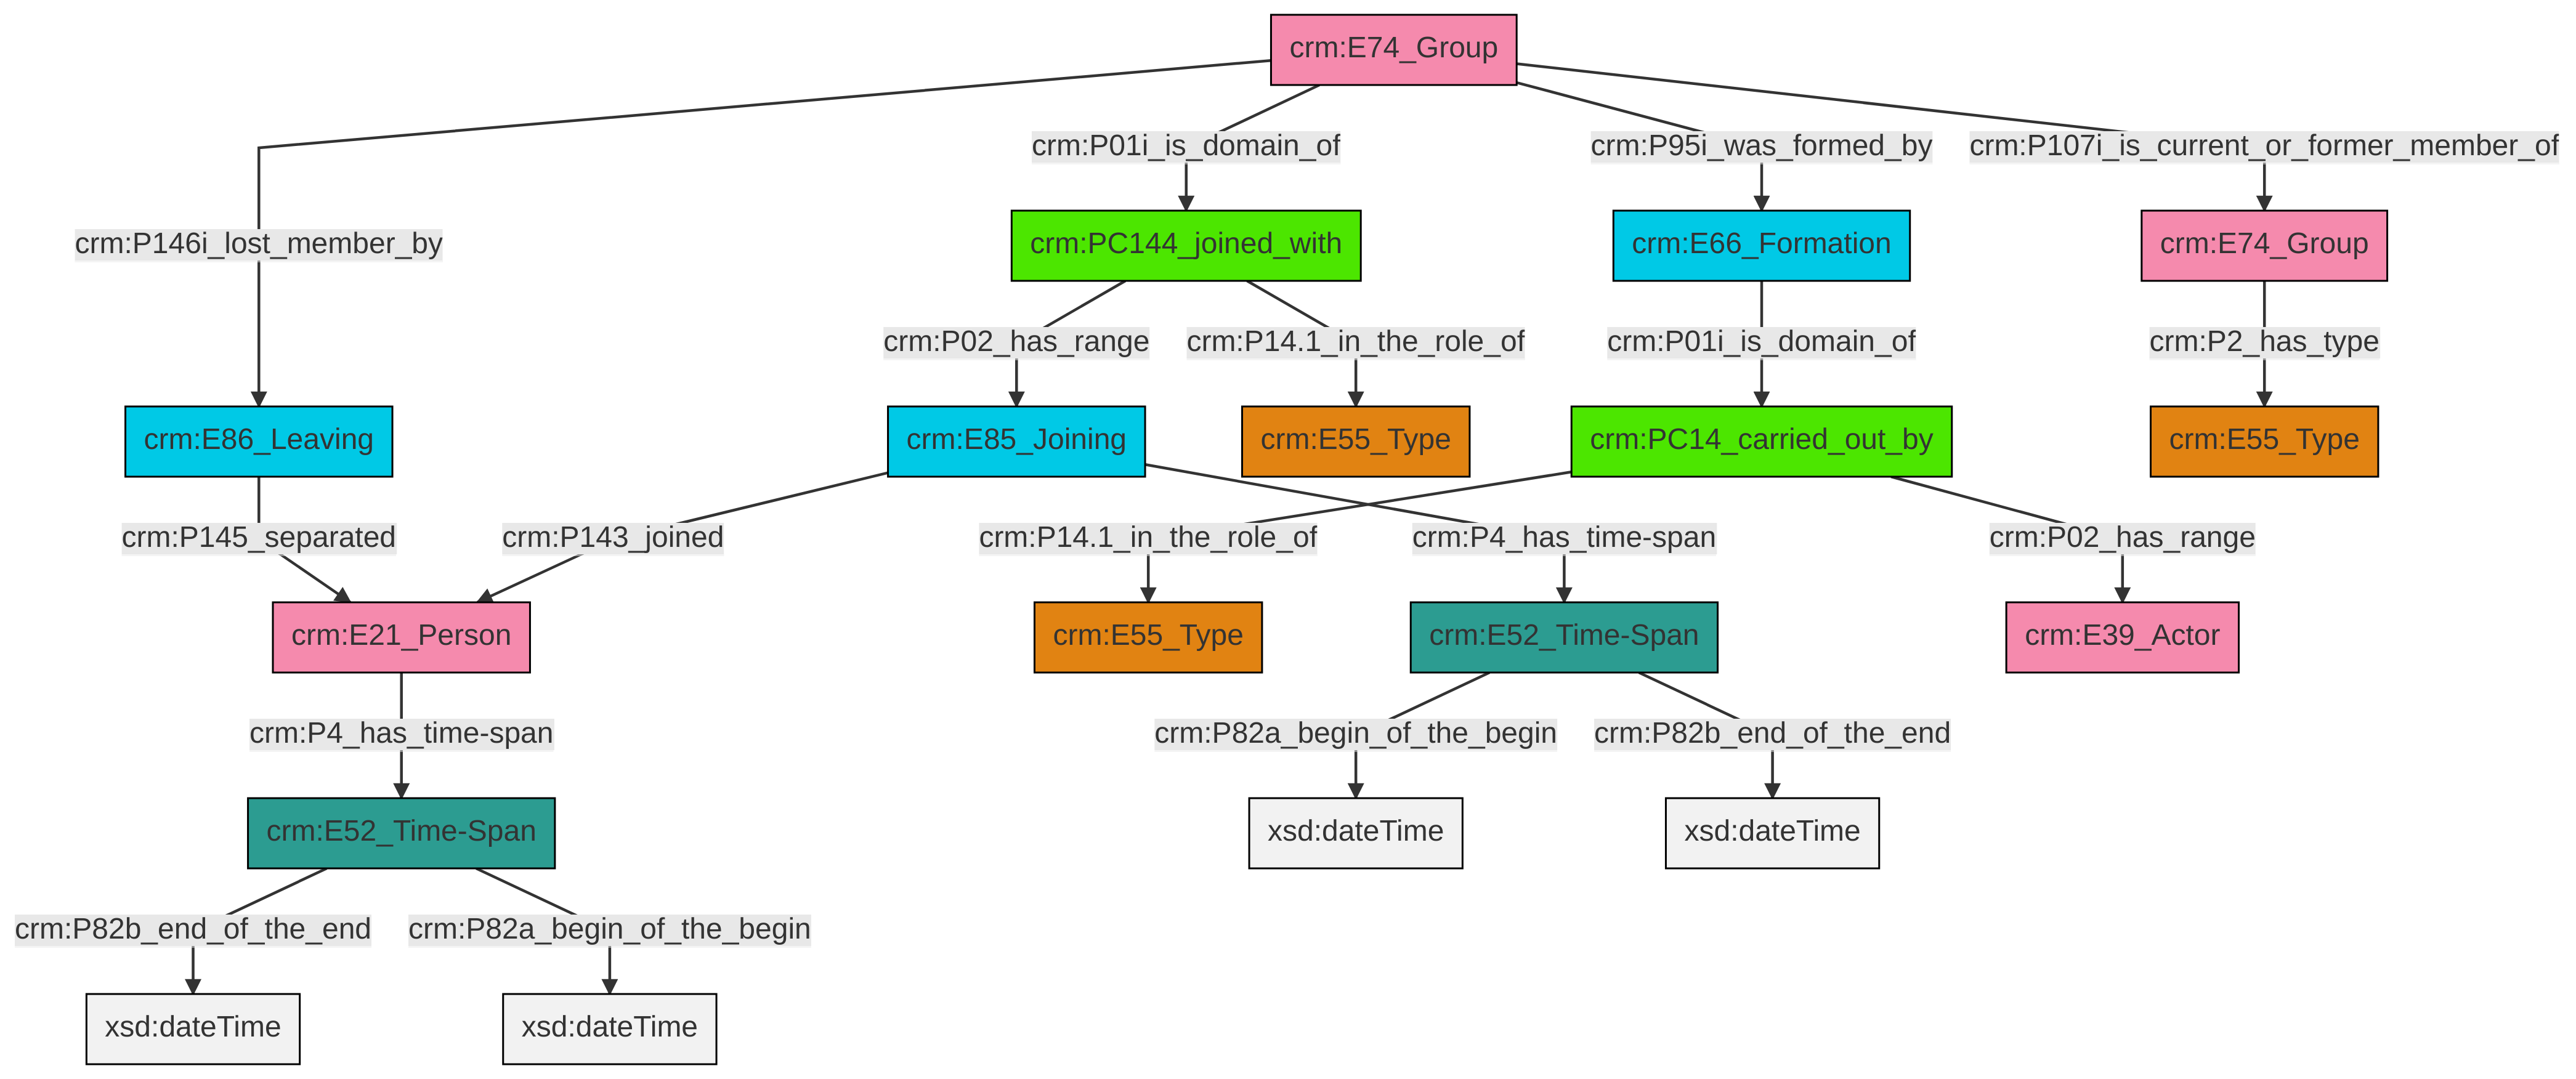 crm:E74_Group
crm:P01i_is_domain_of
crm:P95i_was_formed_by
crm:P107i_is_current_or_former_member_of
crm:P146i_lost_member_by
crm:PC144_joined_with
crm:E66_Formation
crm:E74_Group
crm:P02_has_range
crm:P14.1_in_the_role_of
crm:P01i_is_domain_of
crm:P2_has_type
crm:E86_Leaving
crm:E85_Joining
crm:E55_Type
crm:PC14_carried_out_by
crm:E55_Type
crm:P145_separated
crm:P143_joined
crm:P14.1_in_the_role_of
crm:P4_has_time-span
crm:P02_has_range
crm:E21_Person
crm:E55_Type
crm:E52_Time-Span
crm:E39_Actor
crm:P4_has_time-span
crm:P82a_begin_of_the_begin
crm:P82b_end_of_the_end
crm:E52_Time-Span
xsd:dateTime
xsd:dateTime
crm:P82b_end_of_the_end
crm:P82a_begin_of_the_begin
xsd:dateTime
xsd:dateTime